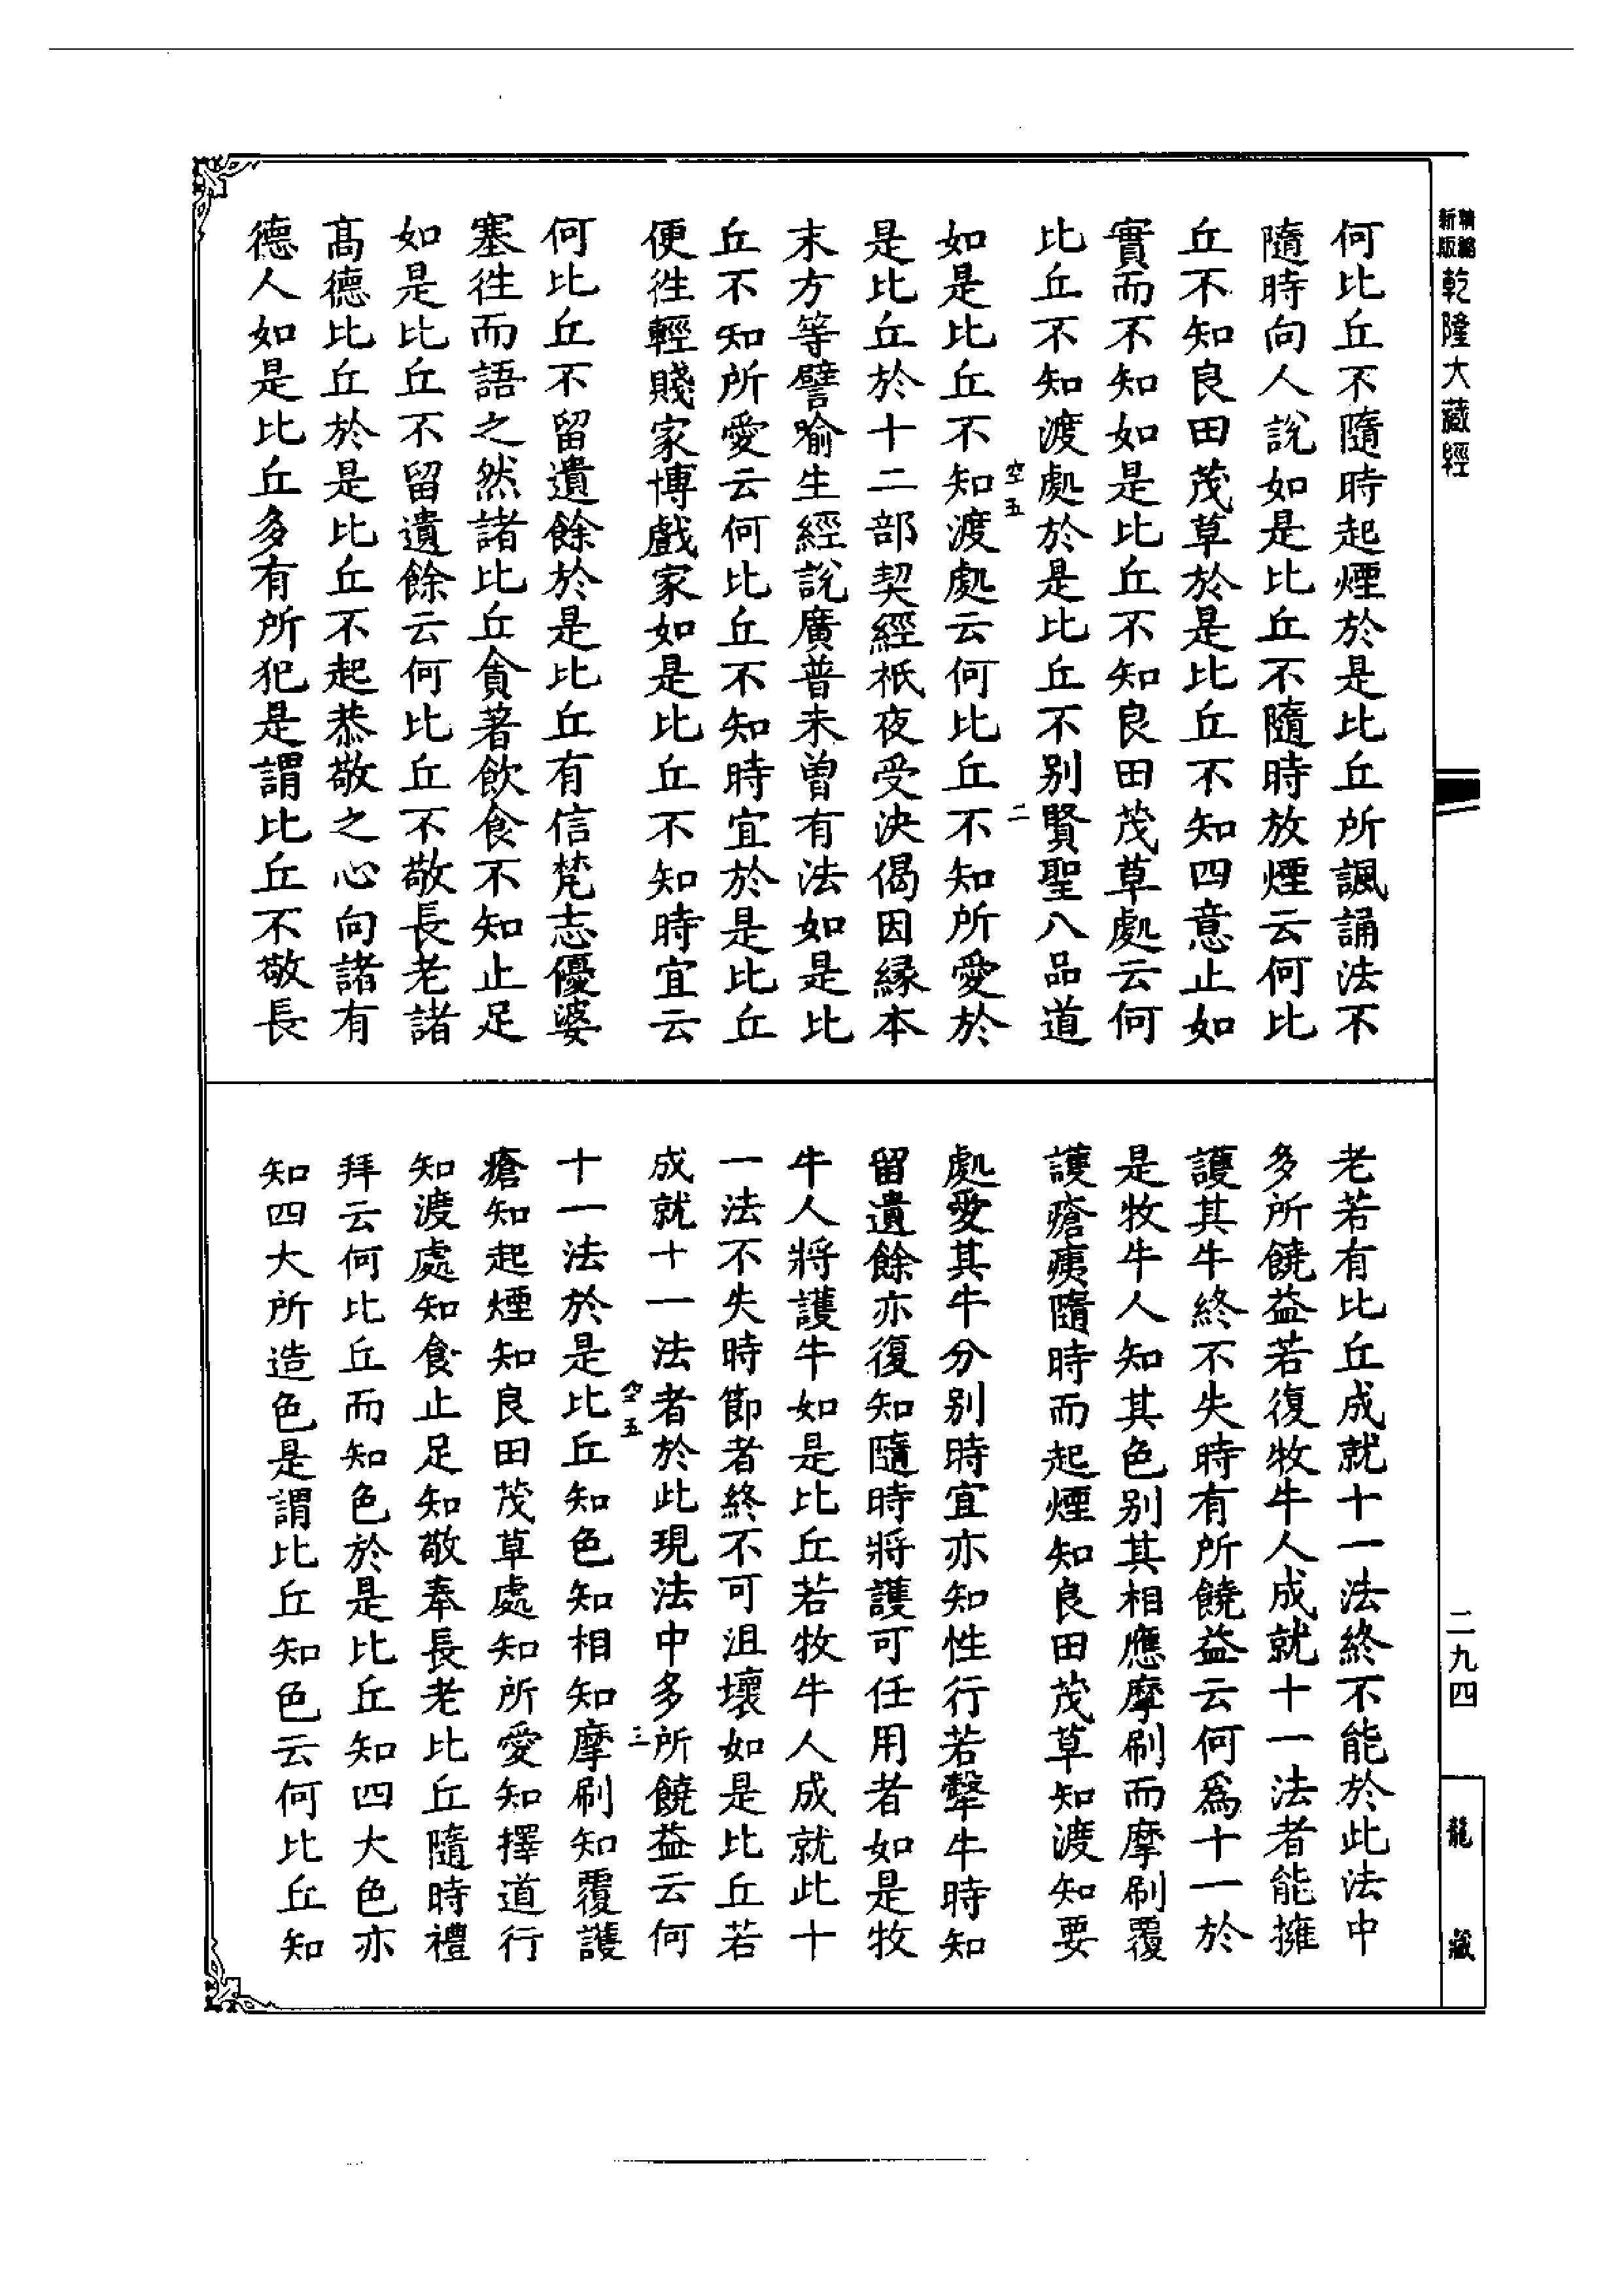 精縮
新版
乾隆大藏經
何比丘不隨時起煙於是比丘所諷誦法不
隨時向人說如是比丘不隨時放煙云何比
丘不知良田茂草於是比丘不知四意止如
實而不知如是比丘不知良田茂草處云何
比丘不知渡處於是比丘不别賢聖八品道
空五
二
如是比丘不知渡處云何比丘不知所愛於
是比丘於十二部契經祇夜受決偈因緣本
末方等譬喻生經說廣普未曾有法如是比
丘不知所愛云何比丘不知時宜於是比丘
便徃輕賤家博戲家如是比丘不知時宜云
何比丘不留遺餘於是比丘有信梵志優婆
塞徃而語之然諸比丘貪著飲食不知止足
如是比丘不留遺餘云何比丘不敬長老諸
髙德比丘於是比丘不起恭敬之心向諸有
德人如是比丘多有所犯是謂比丘不敬長
老若有比丘成就十一法終不能於此法中
多所饒益若復牧牛人成就十一法者能擁
護其牛終不失時有所饒益云何爲十一於
是牧牛人知其色别其相應摩刷而摩刷覆
護瘡痍隨時而起煙知良田茂草知渡知要
處愛其牛分别時宜亦知性行若犛牛時知
留遺餘亦復知隨時將護可任用者如是牧
牛人將護牛如是比丘若牧牛人成就此十
一法不失時節者終不可沮壞如是比丘若
成就十一法者於此現法中多所饒益云何
空五
三
十一法於是比丘知色知相知摩刷知覆護
瘡知起煙知良田茂草處知所愛知擇道行
知渡處知食止足知敬奉長老比丘隨時禮
拜云何比丘而知色於是比丘知四大色亦
知四大所造色是謂比丘知色云何比丘知
二九四
龍藏